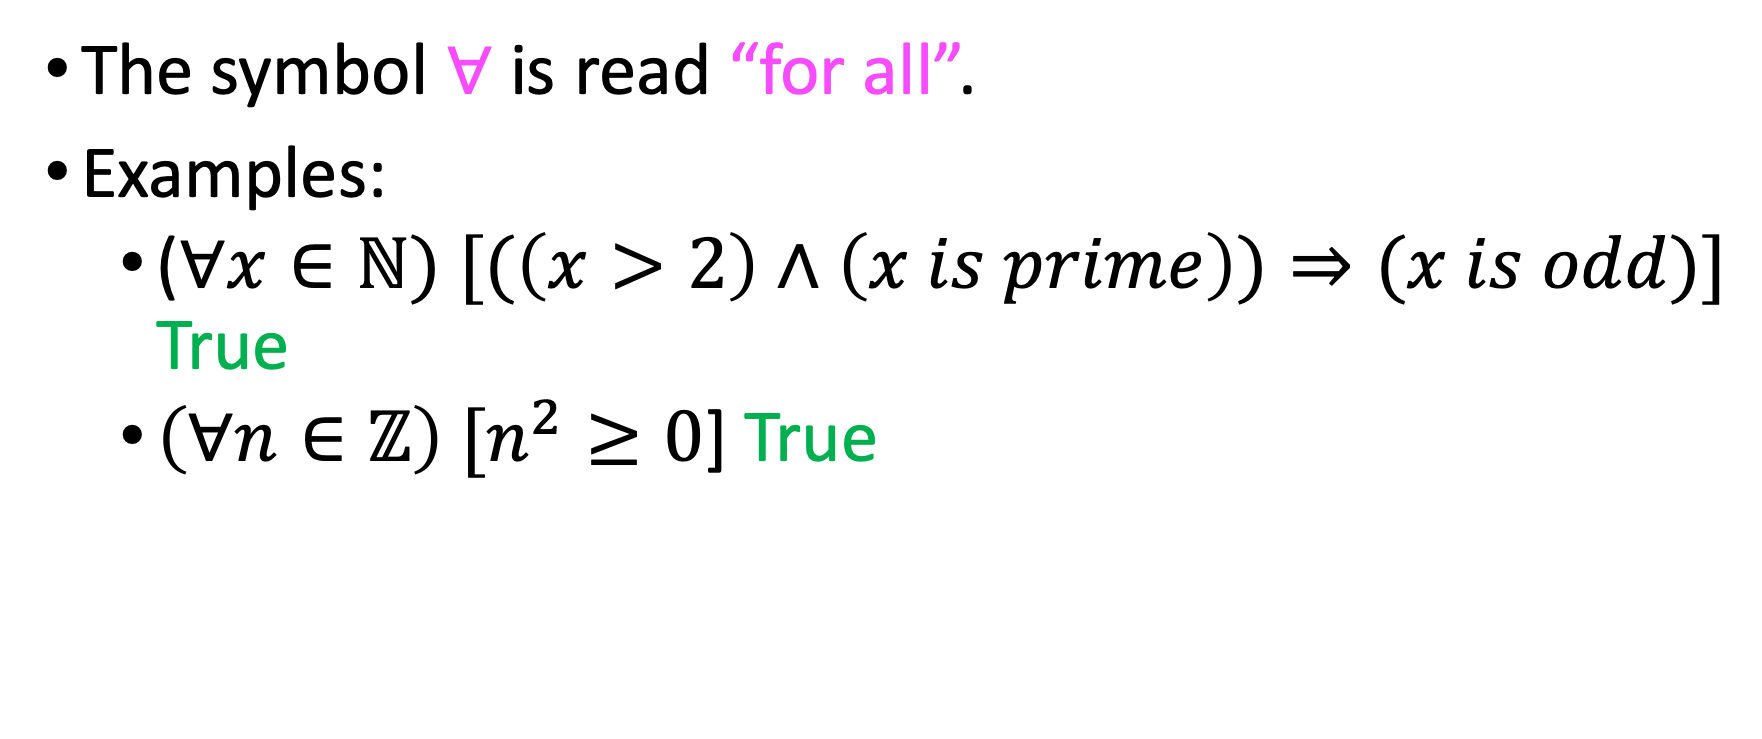 • The symbol ∀ is read “for all”.
• Examples:
• (∀x ∈ ℕ) [((x > 2) ∧ (x is prime)) ⇒ (x is odd)]
True
• (∀n ∈ ℤ) [n² ≥ 0] True